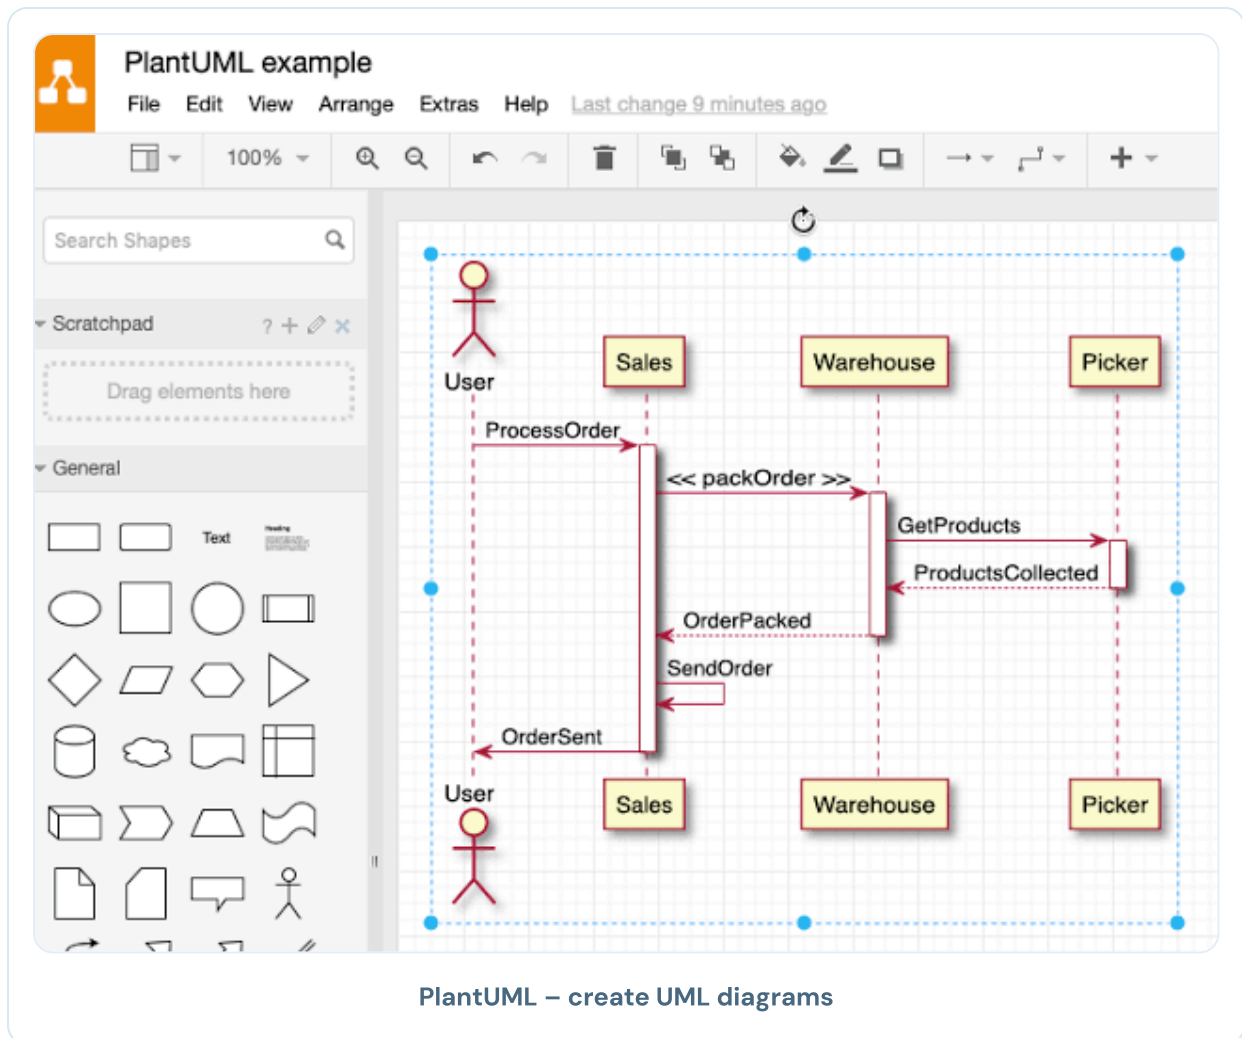 PlantUML example
File Edit View Arrange Extras Help Last change 9 minutes ago
100%
Search Shapes
Scratchpad ?
Drag elements here
General
Text
Heading
User
Sales
Warehouse
Picker
ProcessOrder
<< packOrder >>
GetProducts
ProductsCollected
OrderPacked
SendOrder
OrderSent
User
Sales
Warehouse
Picker
PlantUML – create UML diagrams